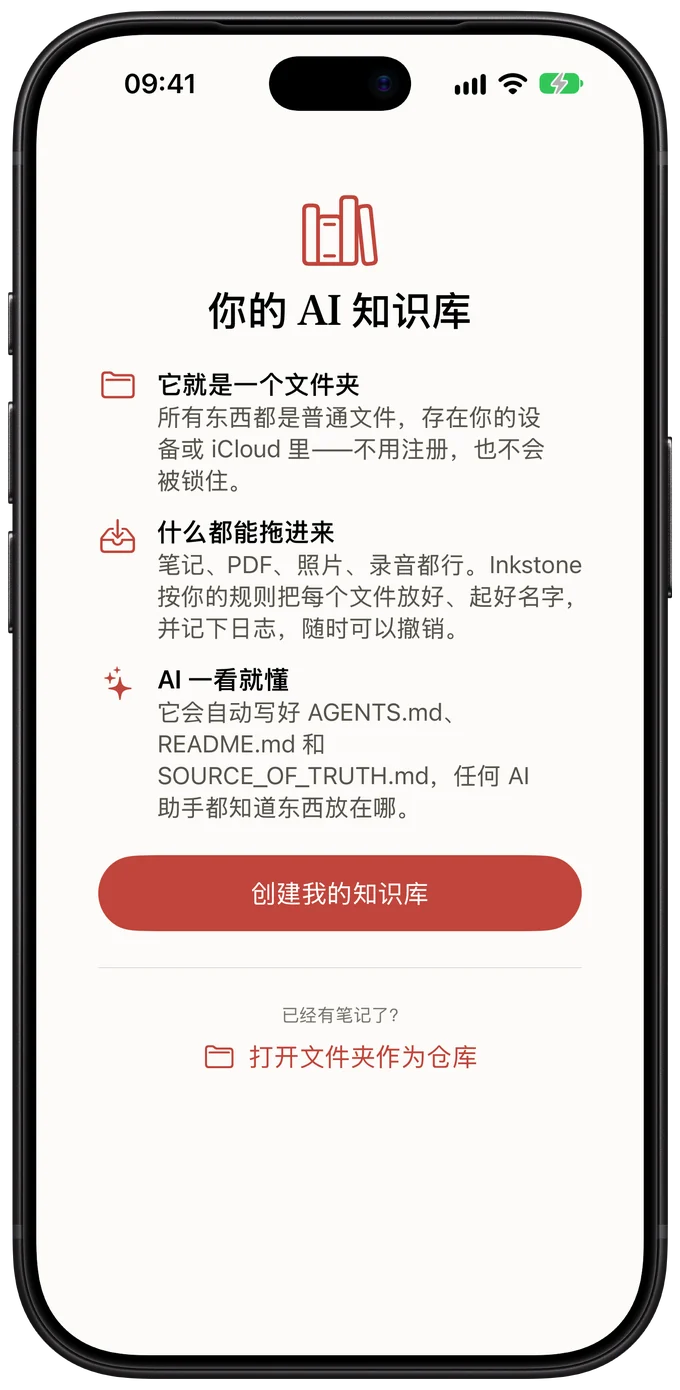 09:41
你的 AI 知识库
它就是一个文件夹
所有东西都是普通文件，存在你的设
备或 iCloud 里——不用注册，也不会
被锁住。
什么都能拖进来
笔记、PDF、照片、录音都行。Inkstone
按你的规则把每个文件放好、起好名字，
并记下日志，随时可以撤销。
AI 一看就懂
它会自动写好 AGENTS.md、
README.md 和
SOURCE_OF_TRUTH.md，任何 AI
助手都知道东西放在哪。
创建我的知识库
已经有笔记了？
打开文件夹作为仓库